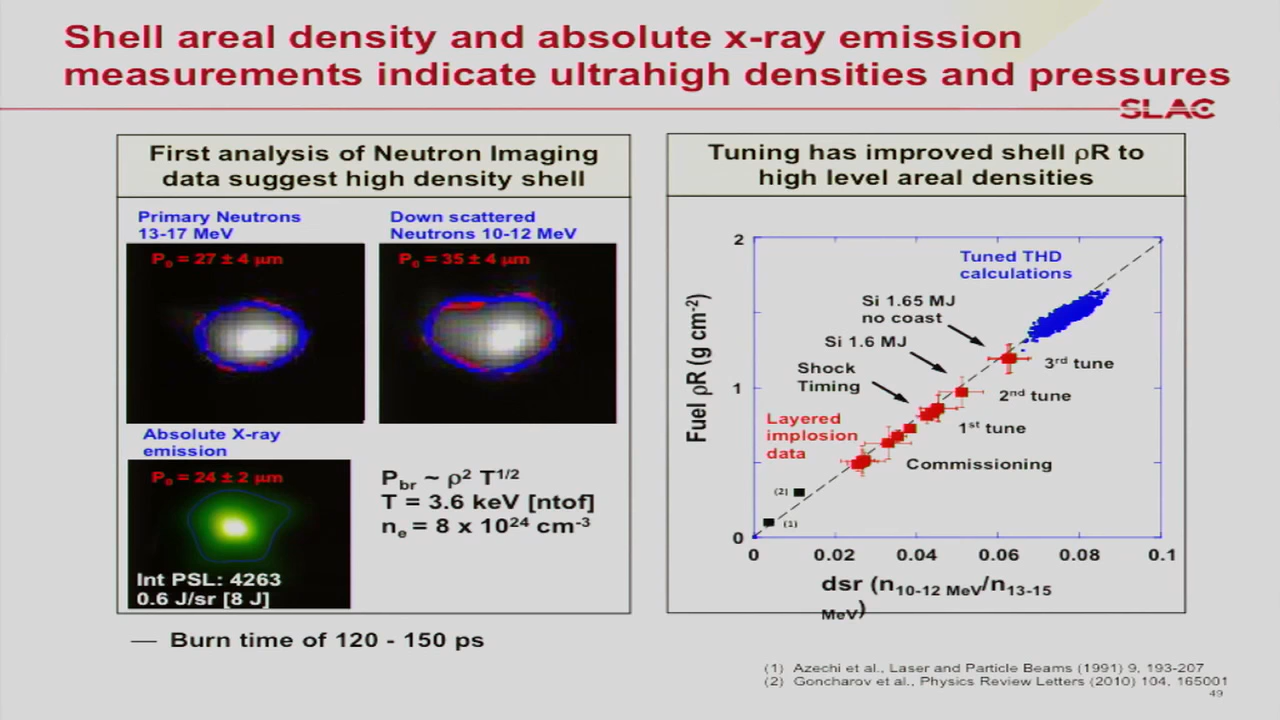 Shell areal density and absolute x-ray emission
measurements indicate ultrahigh densities and pressures
SLAC
First analysis of Neutron Imaging
data suggest high density shell
Primary Neutrons
13-17 MeV
P₀ = 27 ± 4 μm
Down scattered
Neutrons 10-12 MeV
P₀ = 35 ± 4 μm
Absolute X-ray
emission
P₀ = 24 ± 2 μm
Int PSL: 4263
0.6 J/sr [8 J]
P_br ~ ρ² T^1/2
T = 3.6 keV [ntof]
nₑ = 8 x 10²⁴ cm⁻³
— Burn time of 120 - 150 ps
Tuning has improved shell ρR to
high level areal densities
Fuel ρR (g cm⁻²)
2
1
0
Tuned THD
calculations
Si 1.65 MJ
no coast
Si 1.6 MJ
Shock
Timing
3rd tune
2nd tune
1st tune
Layered
implosion
data
Commissioning
(2)
(1)
0 0.02 0.04 0.06 0.08 0.1
dsr (n10-12 MeV/n13-15
MeV)
(1) Azechi et al., Laser and Particle Beams (1991) 9, 193-207
(2) Goncharov et al., Physics Review Letters (2010) 104, 165001
49